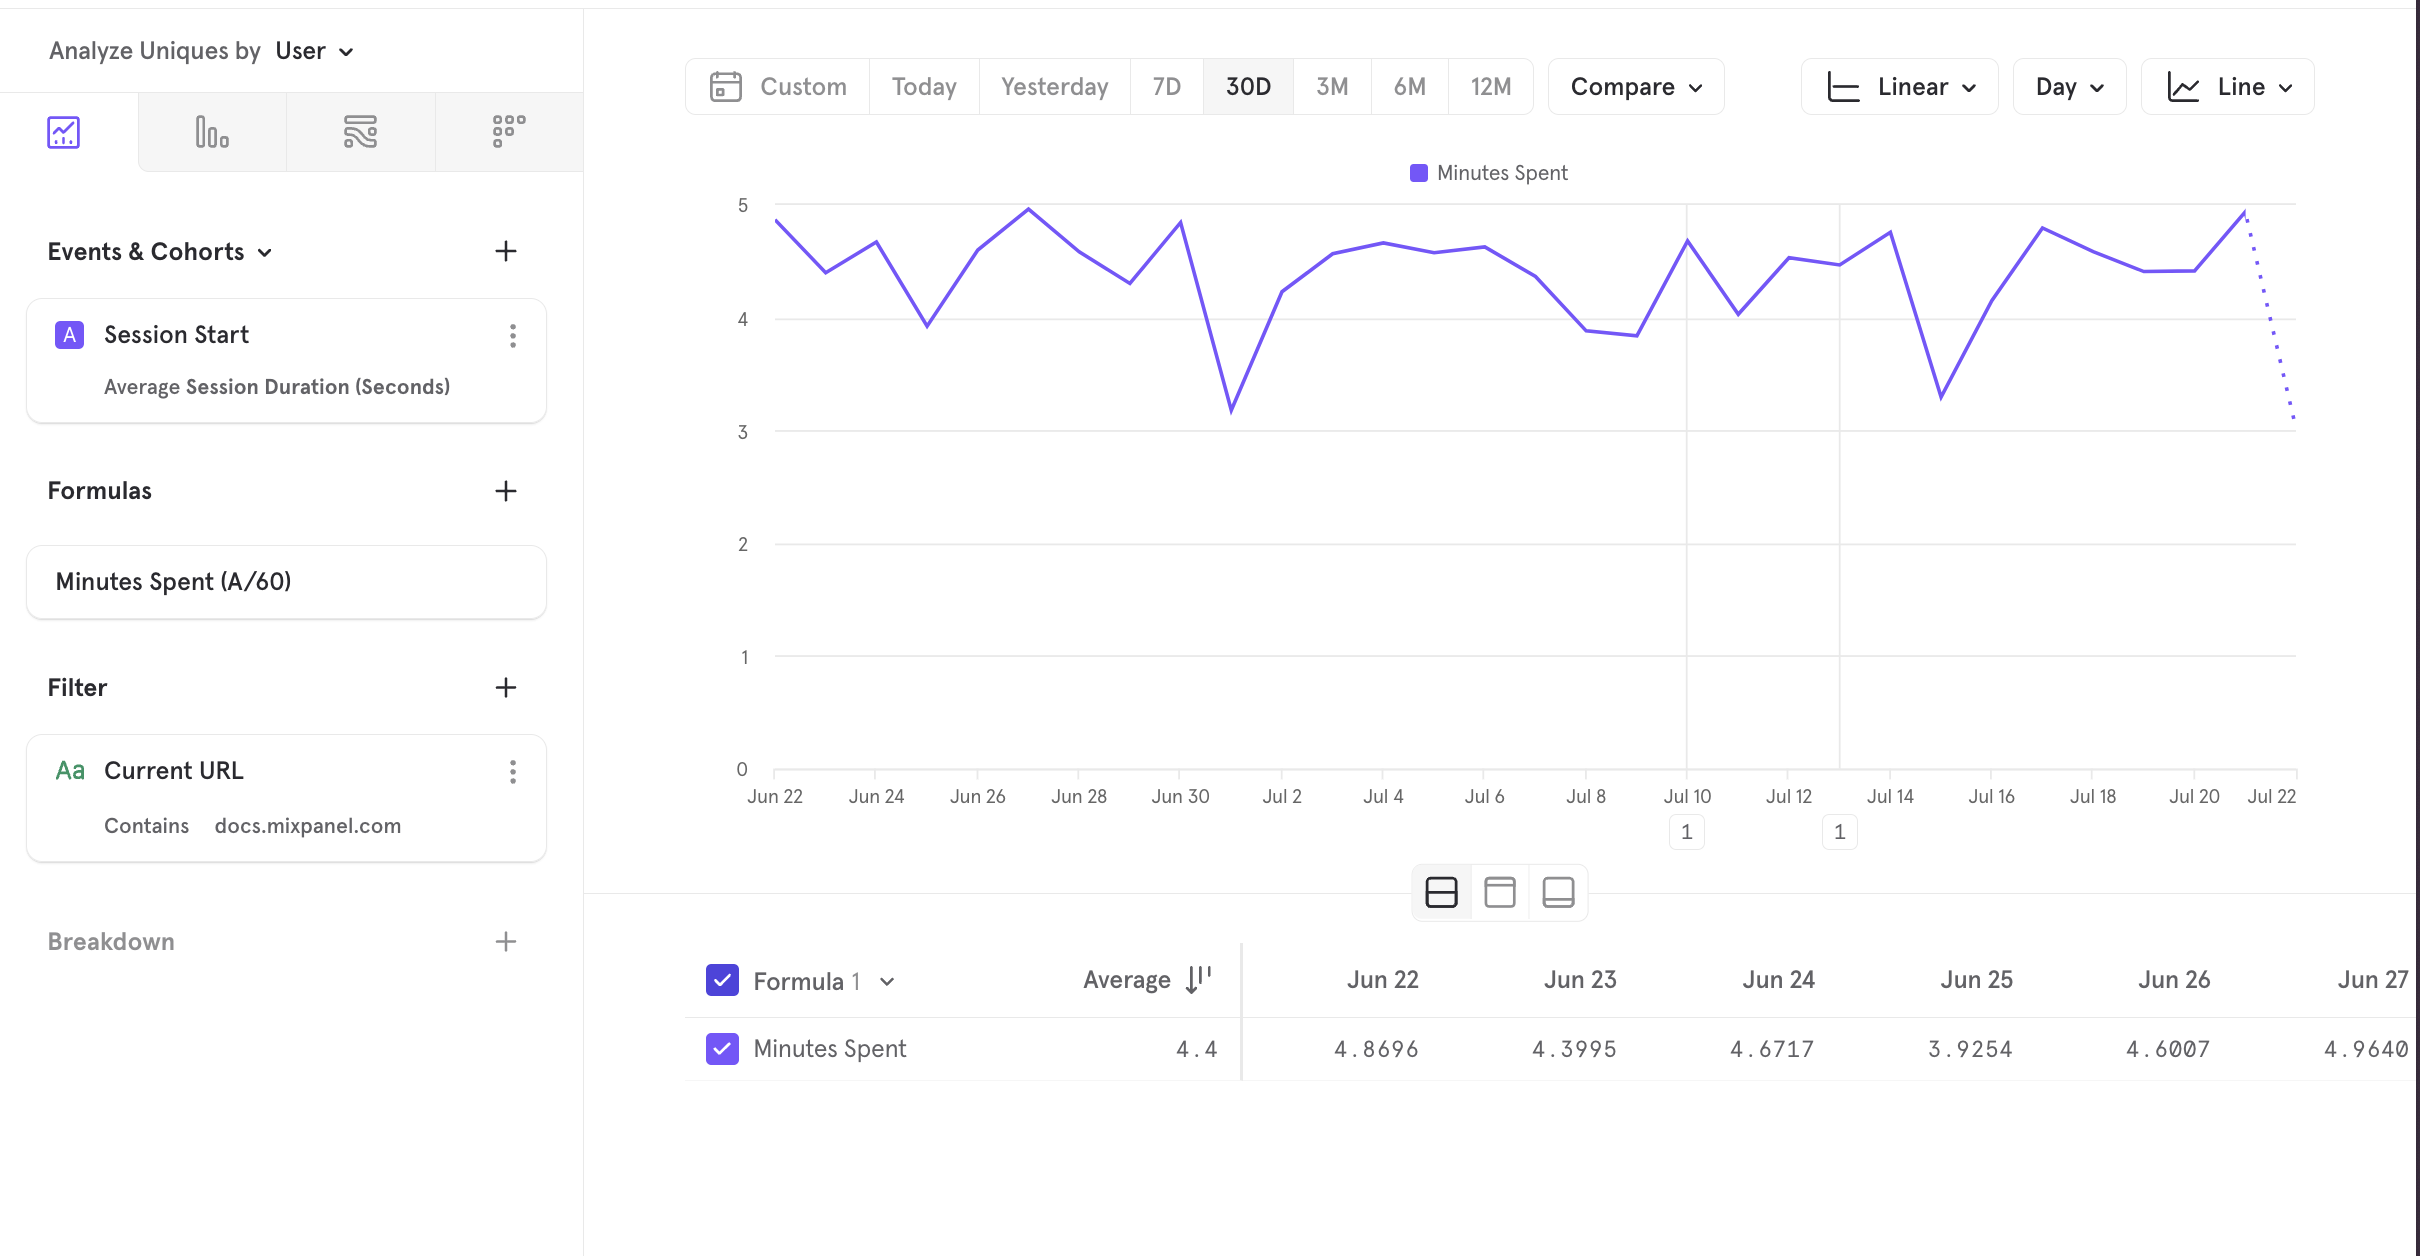 Analyze Uniques by User
Events & Cohorts
A Session Start
Average Session Duration (Seconds)
Formulas
Minutes Spent (A/60)
Filter
Aa Current URL
Contains docs.mixpanel.com
Breakdown
Custom Today Yesterday 7D 30D 3M 6M 12M Compare Linear Day Line
Minutes Spent
5
4
3
2
1
0
Jun 22 Jun 24 Jun 26 Jun 28 Jun 30 Jul 2 Jul 4 Jul 6 Jul 8 Jul 10 Jul 12 Jul 14 Jul 16 Jul 18 Jul 20 Jul 22
1 1
Formula 1 Average Jun 22 Jun 23 Jun 24 Jun 25 Jun 26 Jun 27
Minutes Spent 4.4 4.8696 4.3995 4.6717 3.9254 4.6007 4.9640